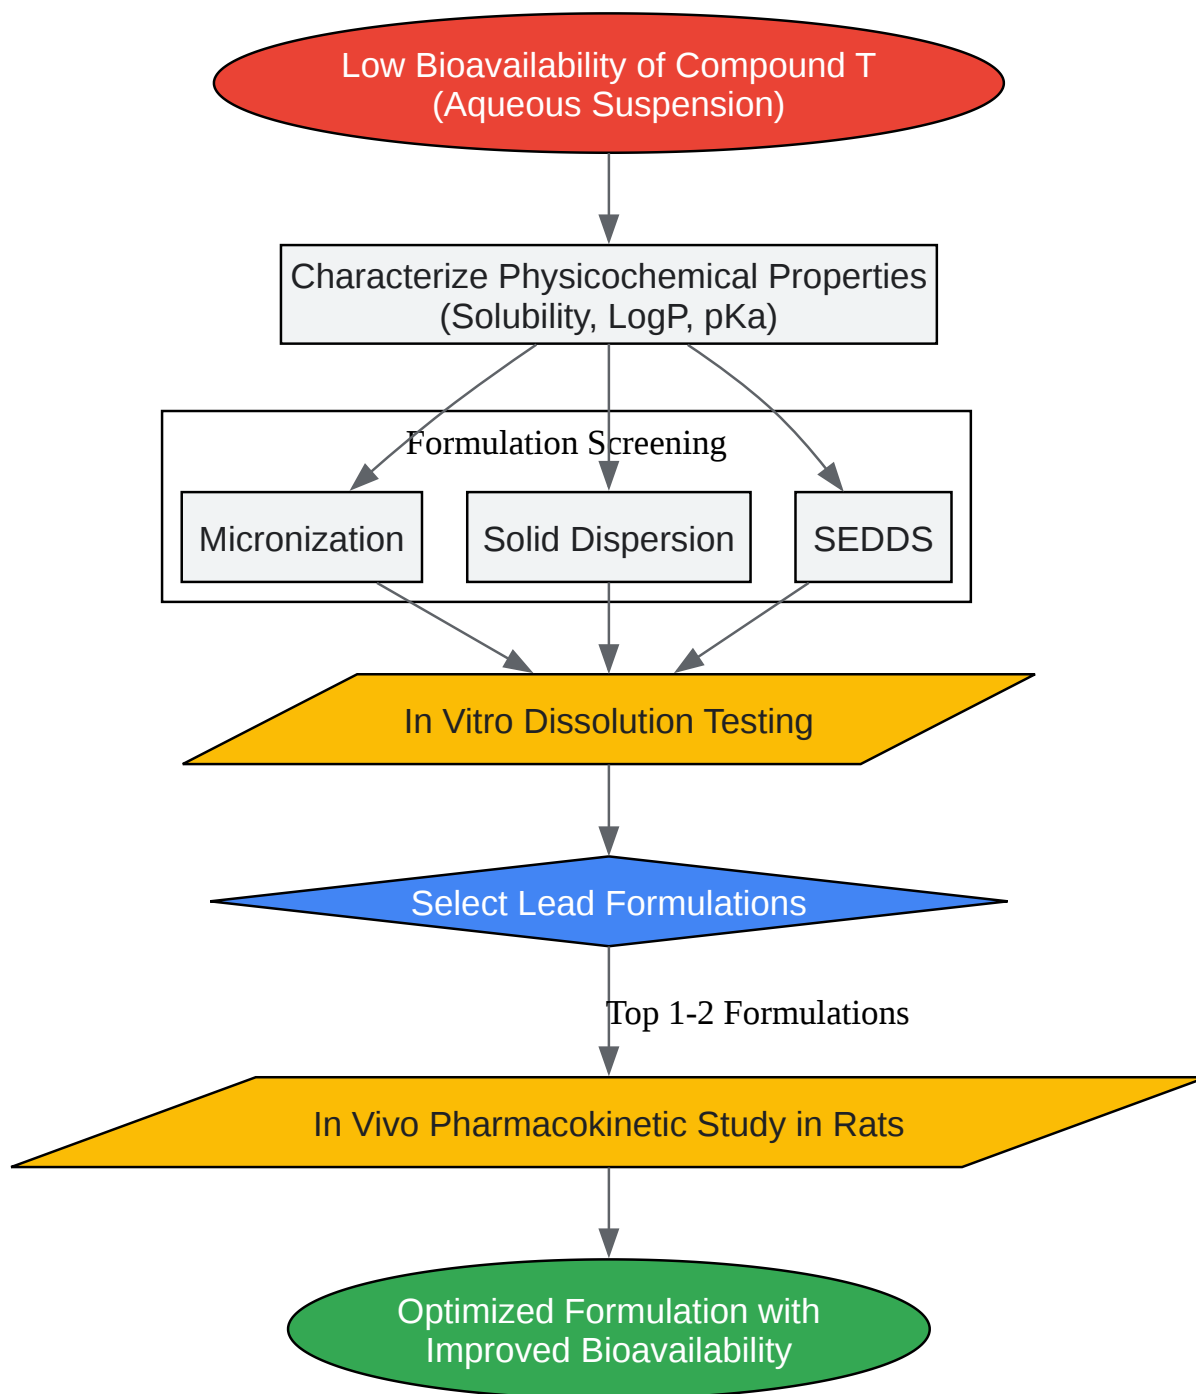 Low Bioavailability of Compound T
(Aqueous Suspension)
Characterize Physicochemical Properties
(Solubility, LogP, pKa)
Formulation Screening
Micronization
Solid Dispersion
SEDDS
In Vitro Dissolution Testing
Select Lead Formulations
Top 1-2 Formulations
In Vivo Pharmacokinetic Study in Rats
Optimized Formulation with
Improved Bioavailability